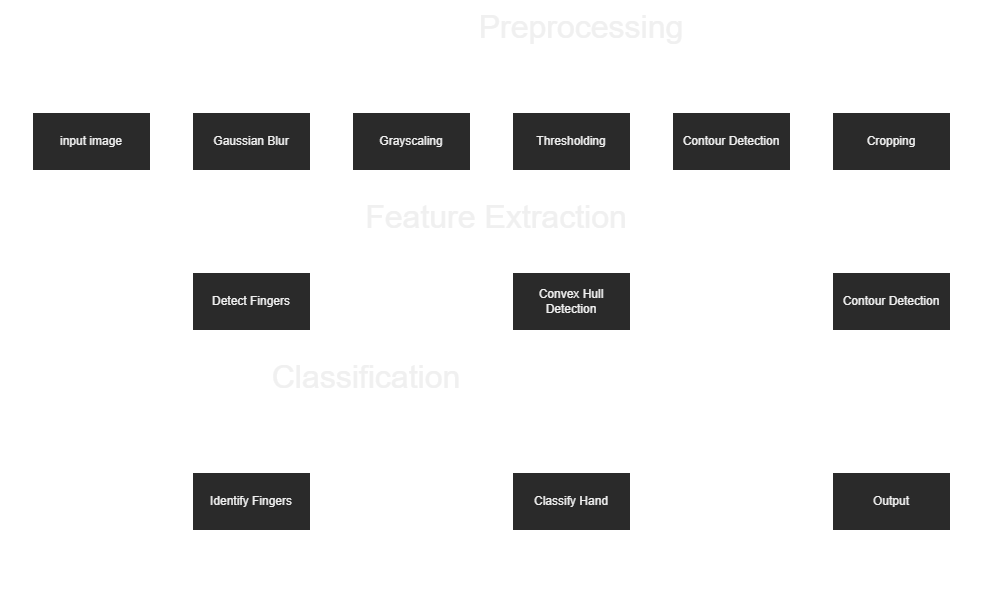 Preprocessing
input image
Gaussian Blur
Grayscaling
Thresholding
Contour Detection
Cropping
Feature Extraction
Detect Fingers
Convex Hull
Detection
Contour Detection
Classification
Identify Fingers
Classify Hand
Output